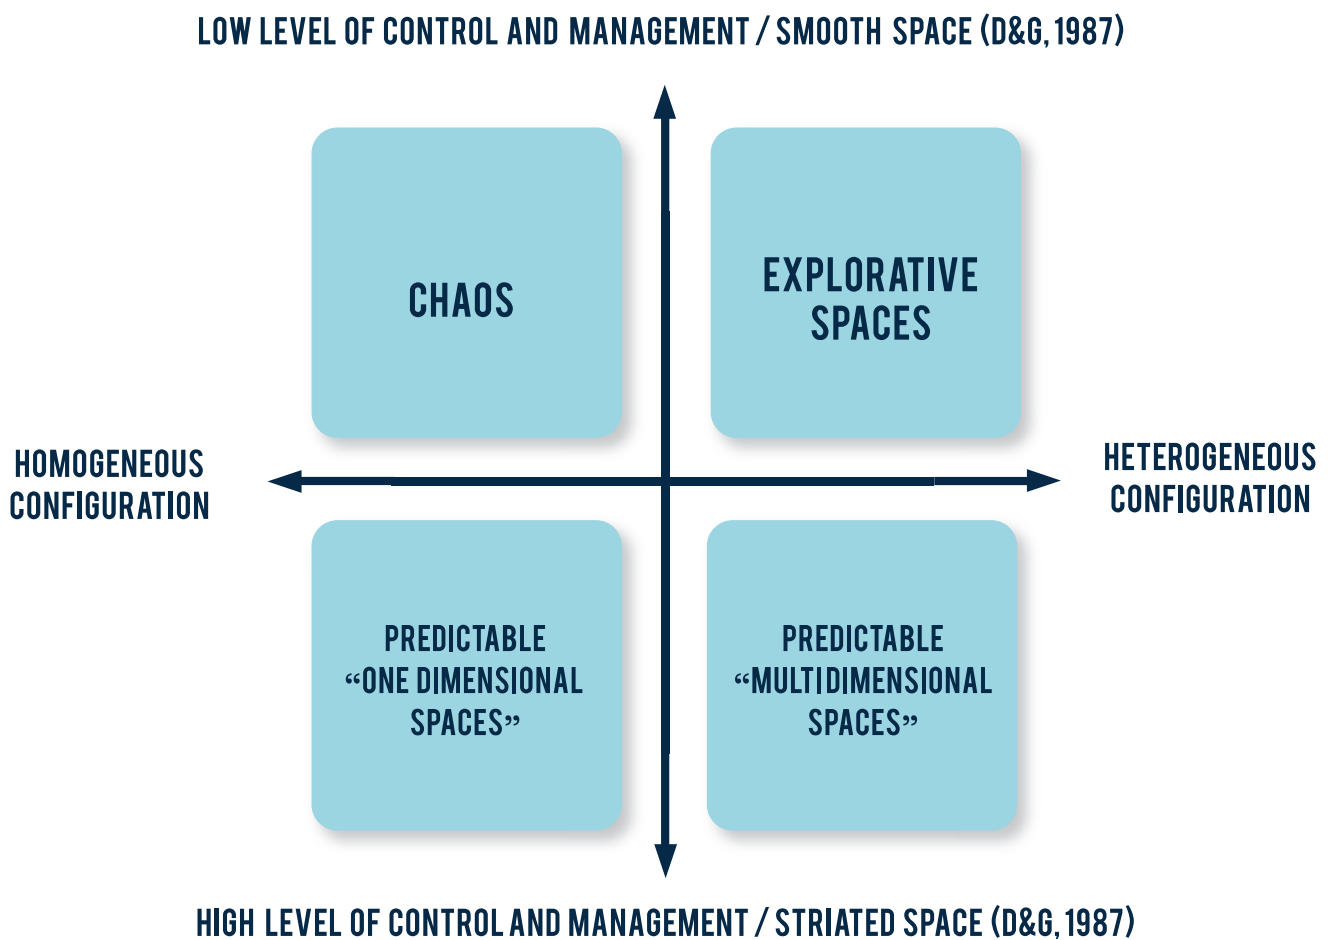 LOW LEVEL OF CONTROL AND MANAGEMENT / SMOOTH SPACE (D&G, 1987)
CHAOS
EXPLORATIVE
SPACES
HOMOGENEOUS
CONFIGURATION
HETEROGENEOUS
CONFIGURATION
PREDICTABLE
“ONE DIMENSIONAL
SPACES”
PREDICTABLE
“MULTIDIMENSIONAL
SPACES”
HIGH LEVEL OF CONTROL AND MANAGEMENT / STRIATED SPACE (D&G, 1987)